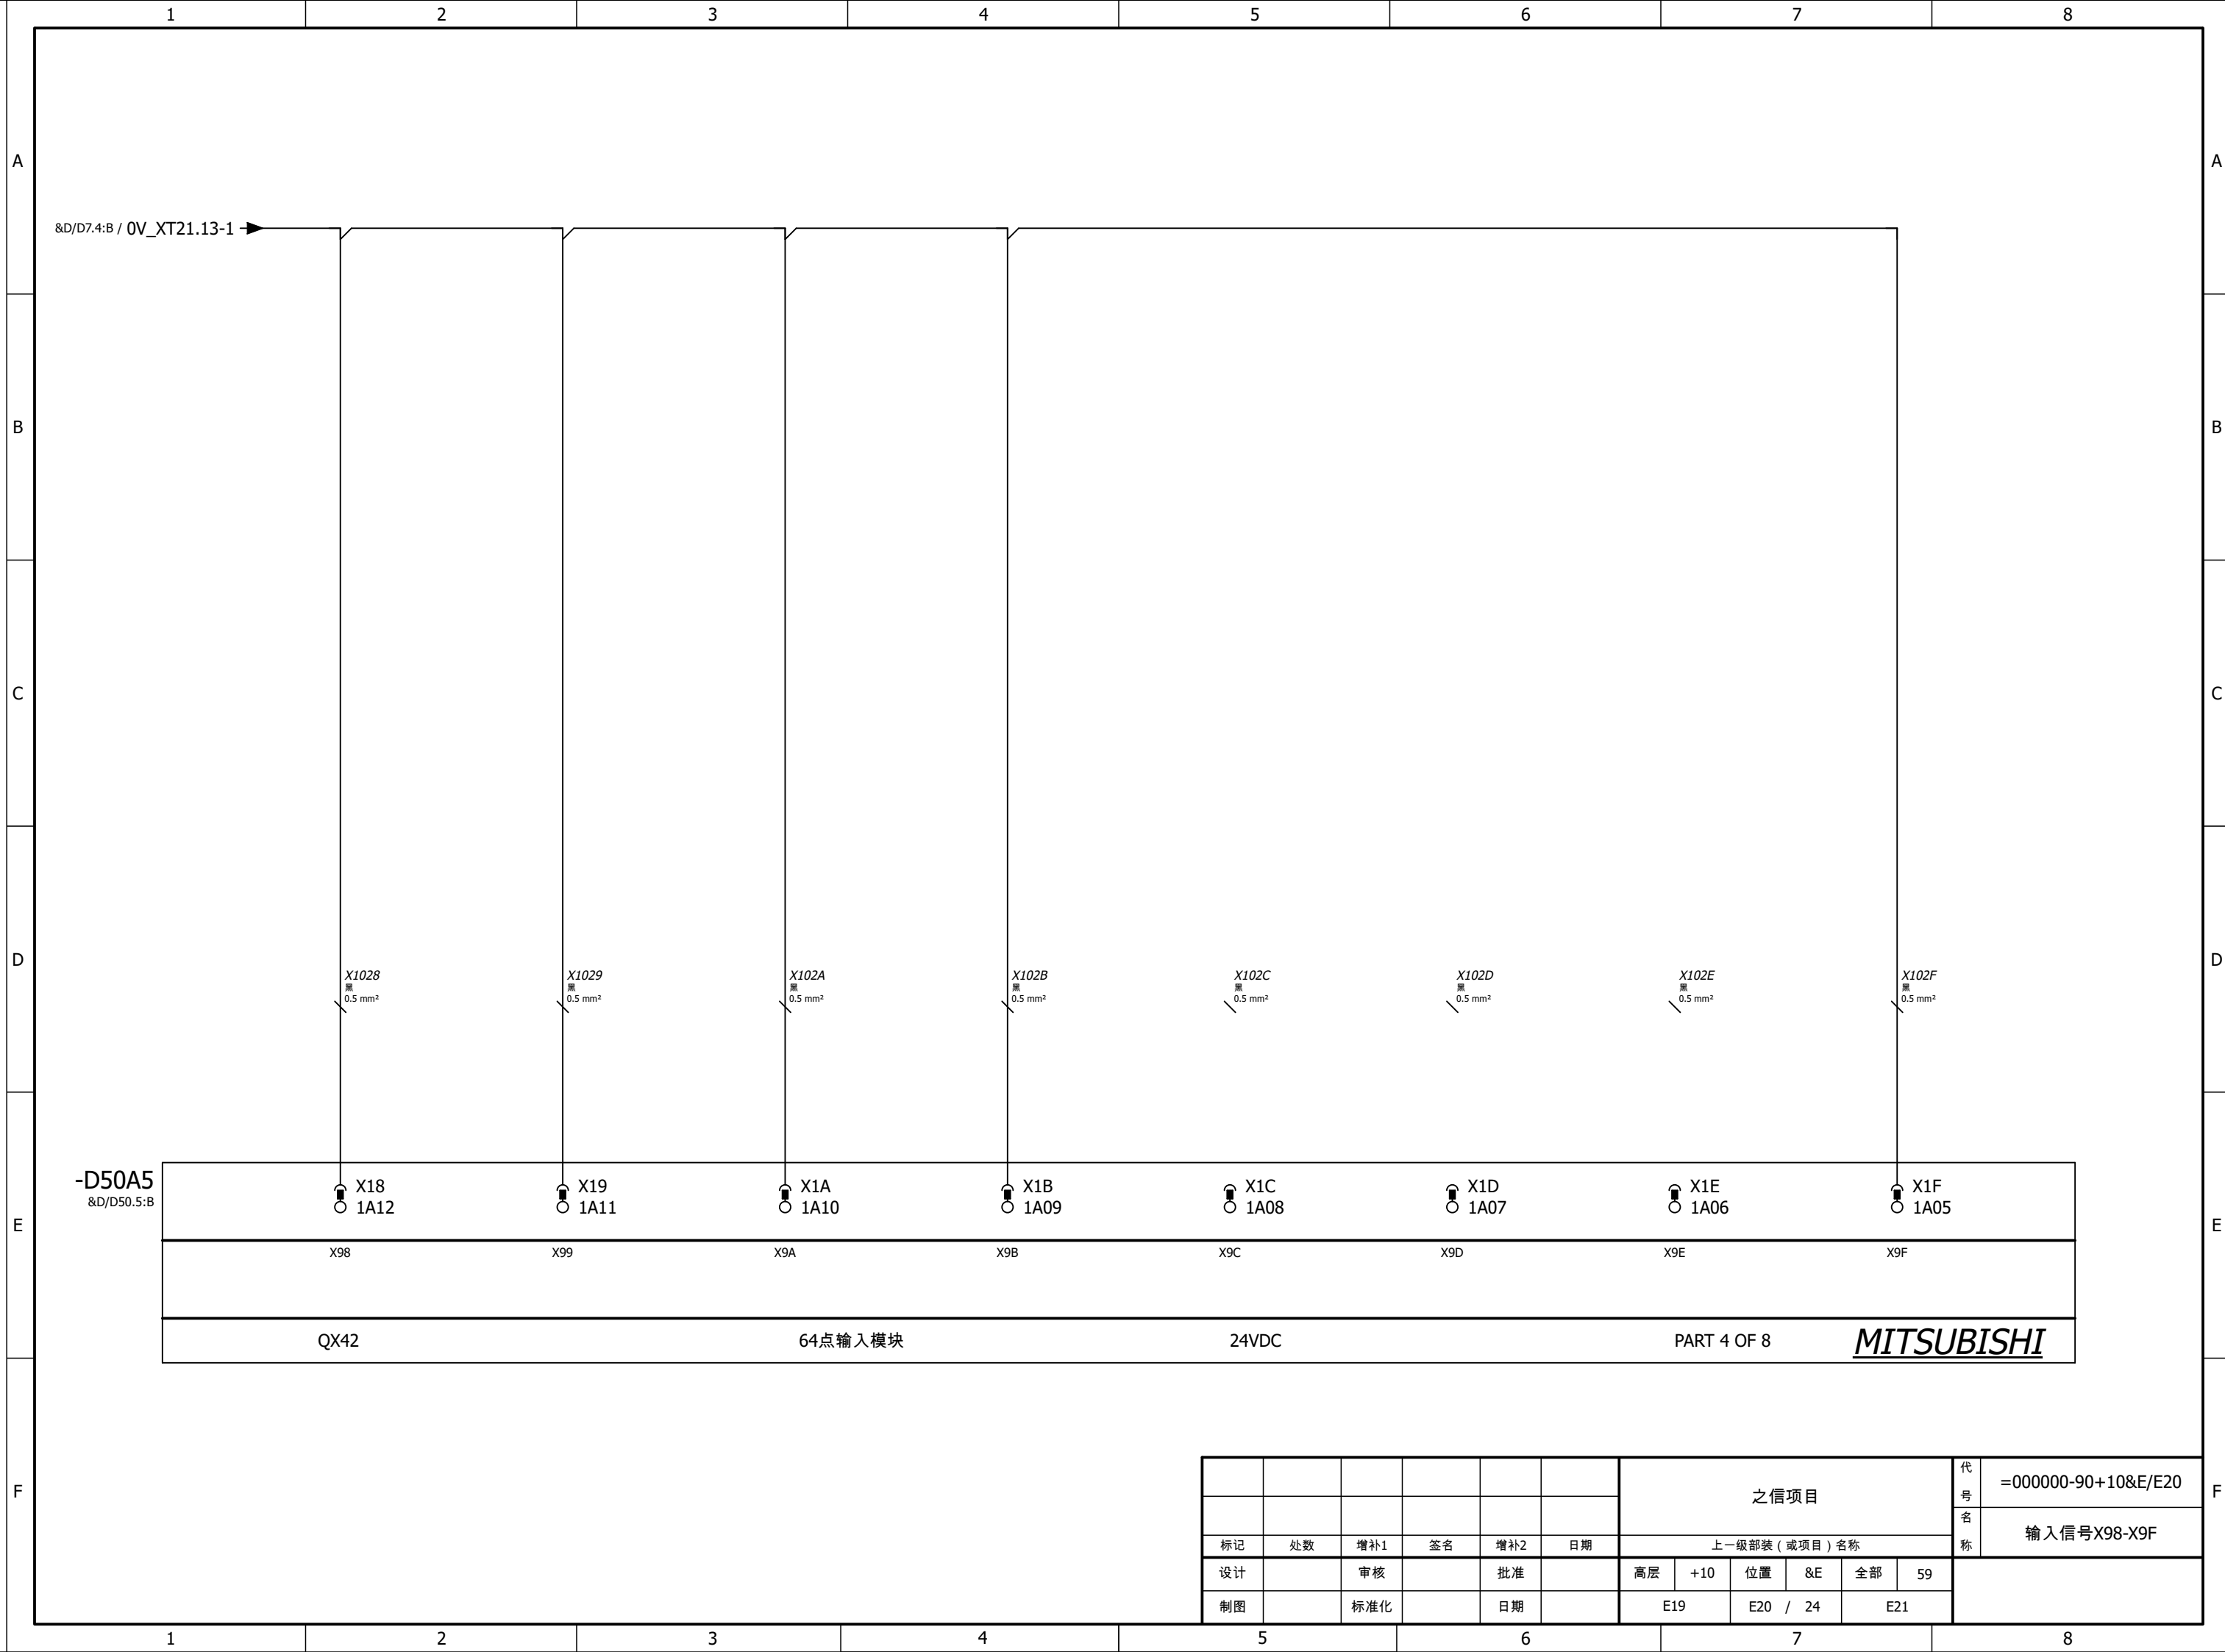 1 2 3 4 5 6 7 8
A A
&D/D7.4:B / 0V_XT21.13-1
B B
C C
D D
X1028 X1029 X102A X102B X102C X102D X102E X102F
黑 黑 黑 黑 黑 黑 黑 黑
0.5 mm² 0.5 mm² 0.5 mm² 0.5 mm² 0.5 mm² 0.5 mm² 0.5 mm² 0.5 mm²
-D50A5 X18 X19 X1A X1B X1C X1D X1E X1F
&D/D50.5:B 1A12 1A11 1A10 1A09 1A08 1A07 1A06 1A05
E E
X98 X99 X9A X9B X9C X9D X9E X9F
QX42 64点输入模块 24VDC PART 4 OF 8 MITSUBISHI
F F
之信项目 代号 =000000-90+10&E/E20
名称 输入信号X98-X9F
标记 处数 增补1 签名 增补2 日期 上一级部装（或项目）名称
设计 审核 批准 高层 +10 位置 &E 全部 59
制图 标准化 日期 E19 E20 / 24 E21
1 2 3 4 5 6 7 8